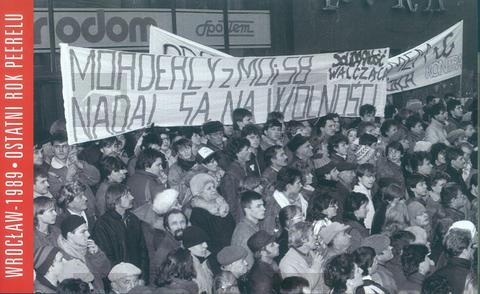 WROCŁAW-1989 • OSTATNI ROK PEERELU
rodom
Społem
MORDERCY z MO i SB
NADAL SĄ NA WOLNOŚCI
SOLIDARNOŚĆ
WALCZĄCA